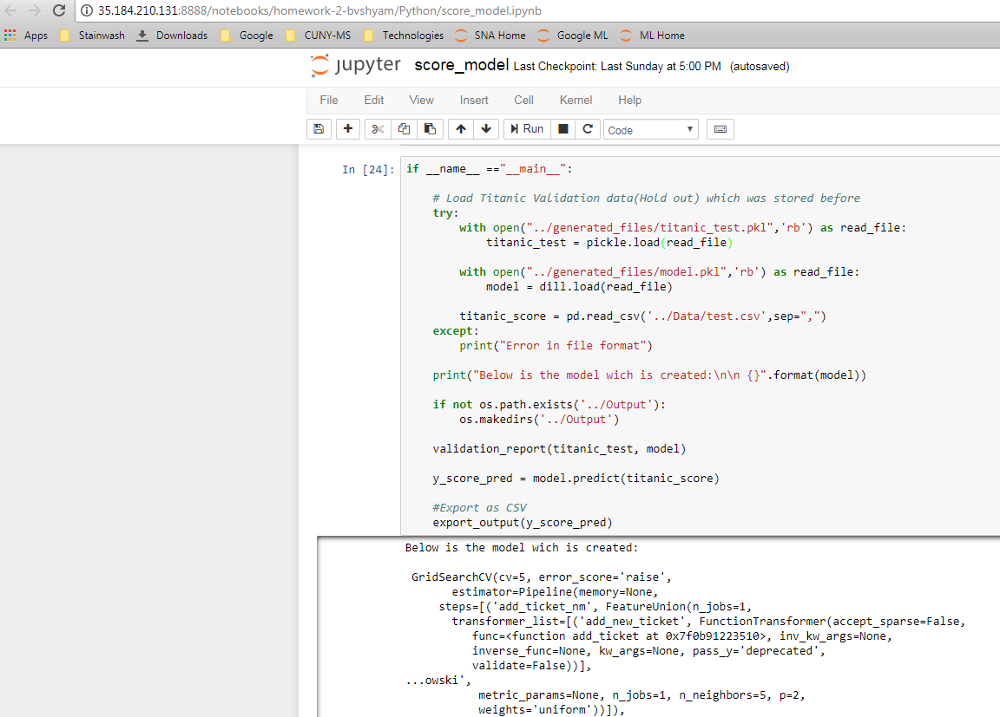 35.184.210.131:8888/notebooks/homework-2-bvshyam/Python/score_model.ipynb
Apps Stainwash Downloads Google CUNY-MS Technologies SNA Home Google ML ML Home
jupyter score_model Last Checkpoint: Last Sunday at 5:00 PM (autosaved)
File Edit View Insert Cell Kernel Help
Run Code
In [24]: if __name__ =="__main__":
# Load Titanic Validation data(Hold out) which was stored before
try:
with open("../generated_files/titanic_test.pkl",'rb') as read_file:
titanic_test = pickle.load(read_file)
with open("../generated_files/model.pkl",'rb') as read_file:
model = dill.load(read_file)
titanic_score = pd.read_csv('../Data/test.csv',sep=",")
except:
print("Error in file format")
print("Below is the model wich is created:\n\n {}".format(model))
if not os.path.exists('../Output'):
os.makedirs('../Output')
validation_report(titanic_test, model)
y_score_pred = model.predict(titanic_score)
#Export as CSV
export_output(y_score_pred)
Below is the model wich is created:
GridSearchCV(cv=5, error_score='raise',
estimator=Pipeline(memory=None,
steps=[('add_ticket_nm', FeatureUnion(n_jobs=1,
transformer_list=[('add_new_ticket', FunctionTransformer(accept_sparse=False,
func=<function add_ticket at 0x7f0b91223510>, inv_kw_args=None,
inverse_func=None, kw_args=None, pass_y='deprecated',
validate=False))],
...owski',
metric_params=None, n_jobs=1, n_neighbors=5, p=2,
weights='uniform'))]),